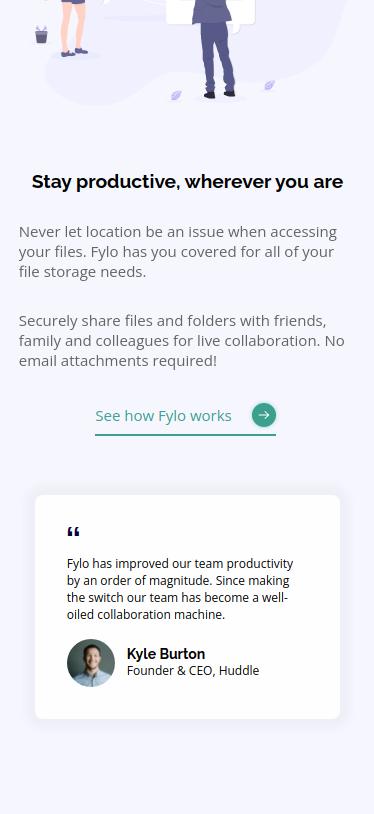 Stay productive, wherever you are
Never let location be an issue when accessing
your files. Fylo has you covered for all of your
file storage needs.
Securely share files and folders with friends,
family and colleagues for live collaboration. No
email attachments required!
See how Fylo works
“
Fylo has improved our team productivity
by an order of magnitude. Since making
the switch our team has become a well-
oiled collaboration machine.
Kyle Burton
Founder & CEO, Huddle